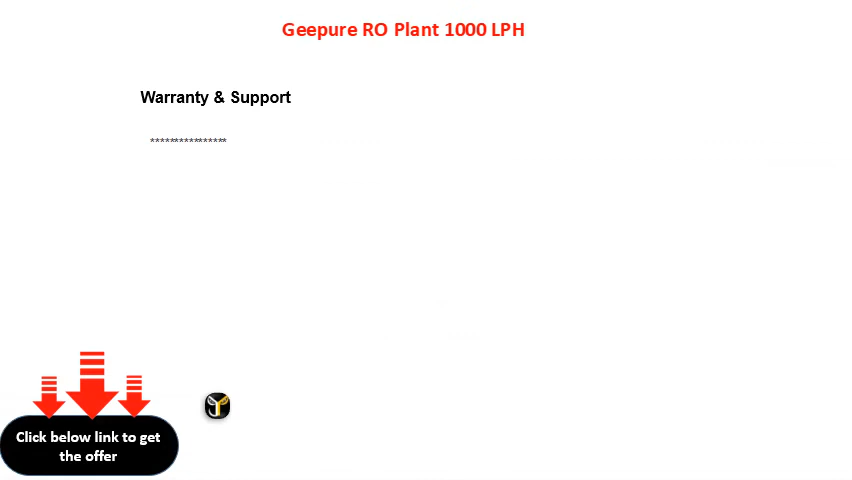 Geepure RO Plant 1000 LPH
Warranty & Support
****************
Click below link to get
the offer